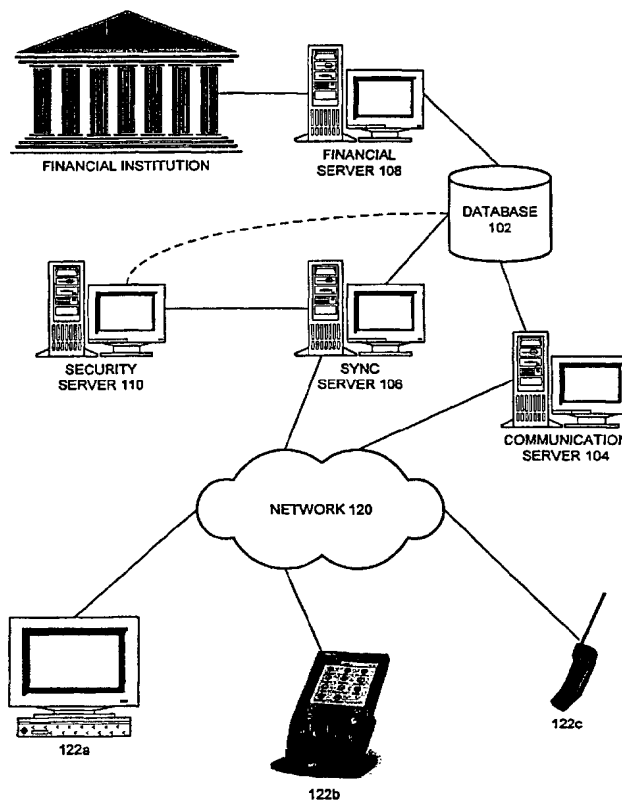 FINANCIAL INSTITUTION
FINANCIAL
SERVER 108
DATABASE
102
SECURITY
SERVER 110
SYNC
SERVER 106
COMMUNICATION
SERVER 104
NETWORK 120
122a
122b
122c